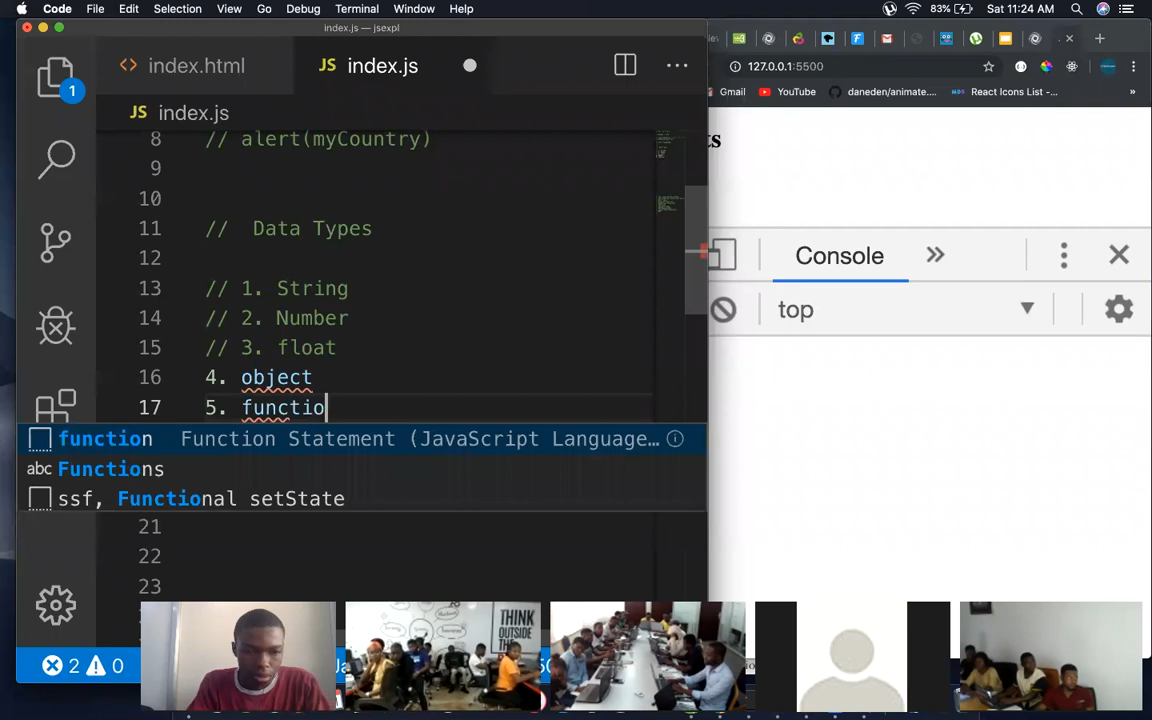 Code File Edit Selection View Go Debug Terminal Window Help 83% Sat 11:24 AM
index.js — jsexpl
index.html JS index.js
127.0.0.1:5500
JS index.js
Gmail YouTube daneden/animate.... React Icons List -... »
8 // alert(myCountry)
ts
9
10
11 // Data Types
12
Console »
13 // 1. String
14 // 2. Number
top
15 // 3. float
16 4. object
17 5. functio
function Function Statement (JavaScript Language…
abc Functions
ssf, Functional setState
21
22
23
THINK
OUTSIDE
THE
2 0